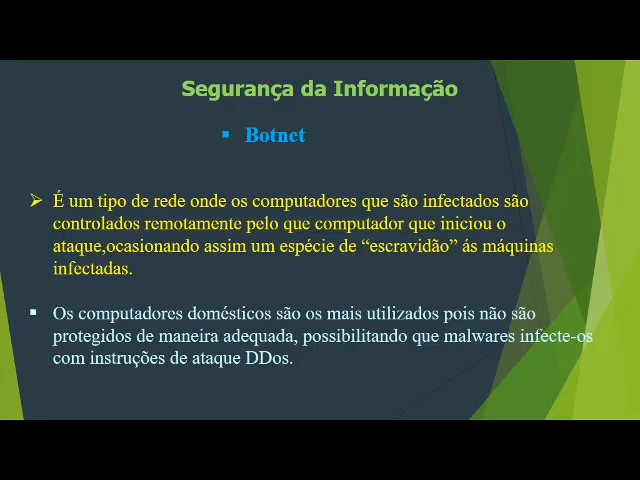 Segurança da Informação
▪ Botnet
➢ É um tipo de rede onde os computadores que são infectados são
controlados remotamente pelo que computador que iniciou o
ataque,ocasionando assim um espécie de “escravidão” ás máquinas
infectadas.
▪ Os computadores domésticos são os mais utilizados pois não são
protegidos de maneira adequada, possibilitando que malwares infecte-os
com instruções de ataque DDos.